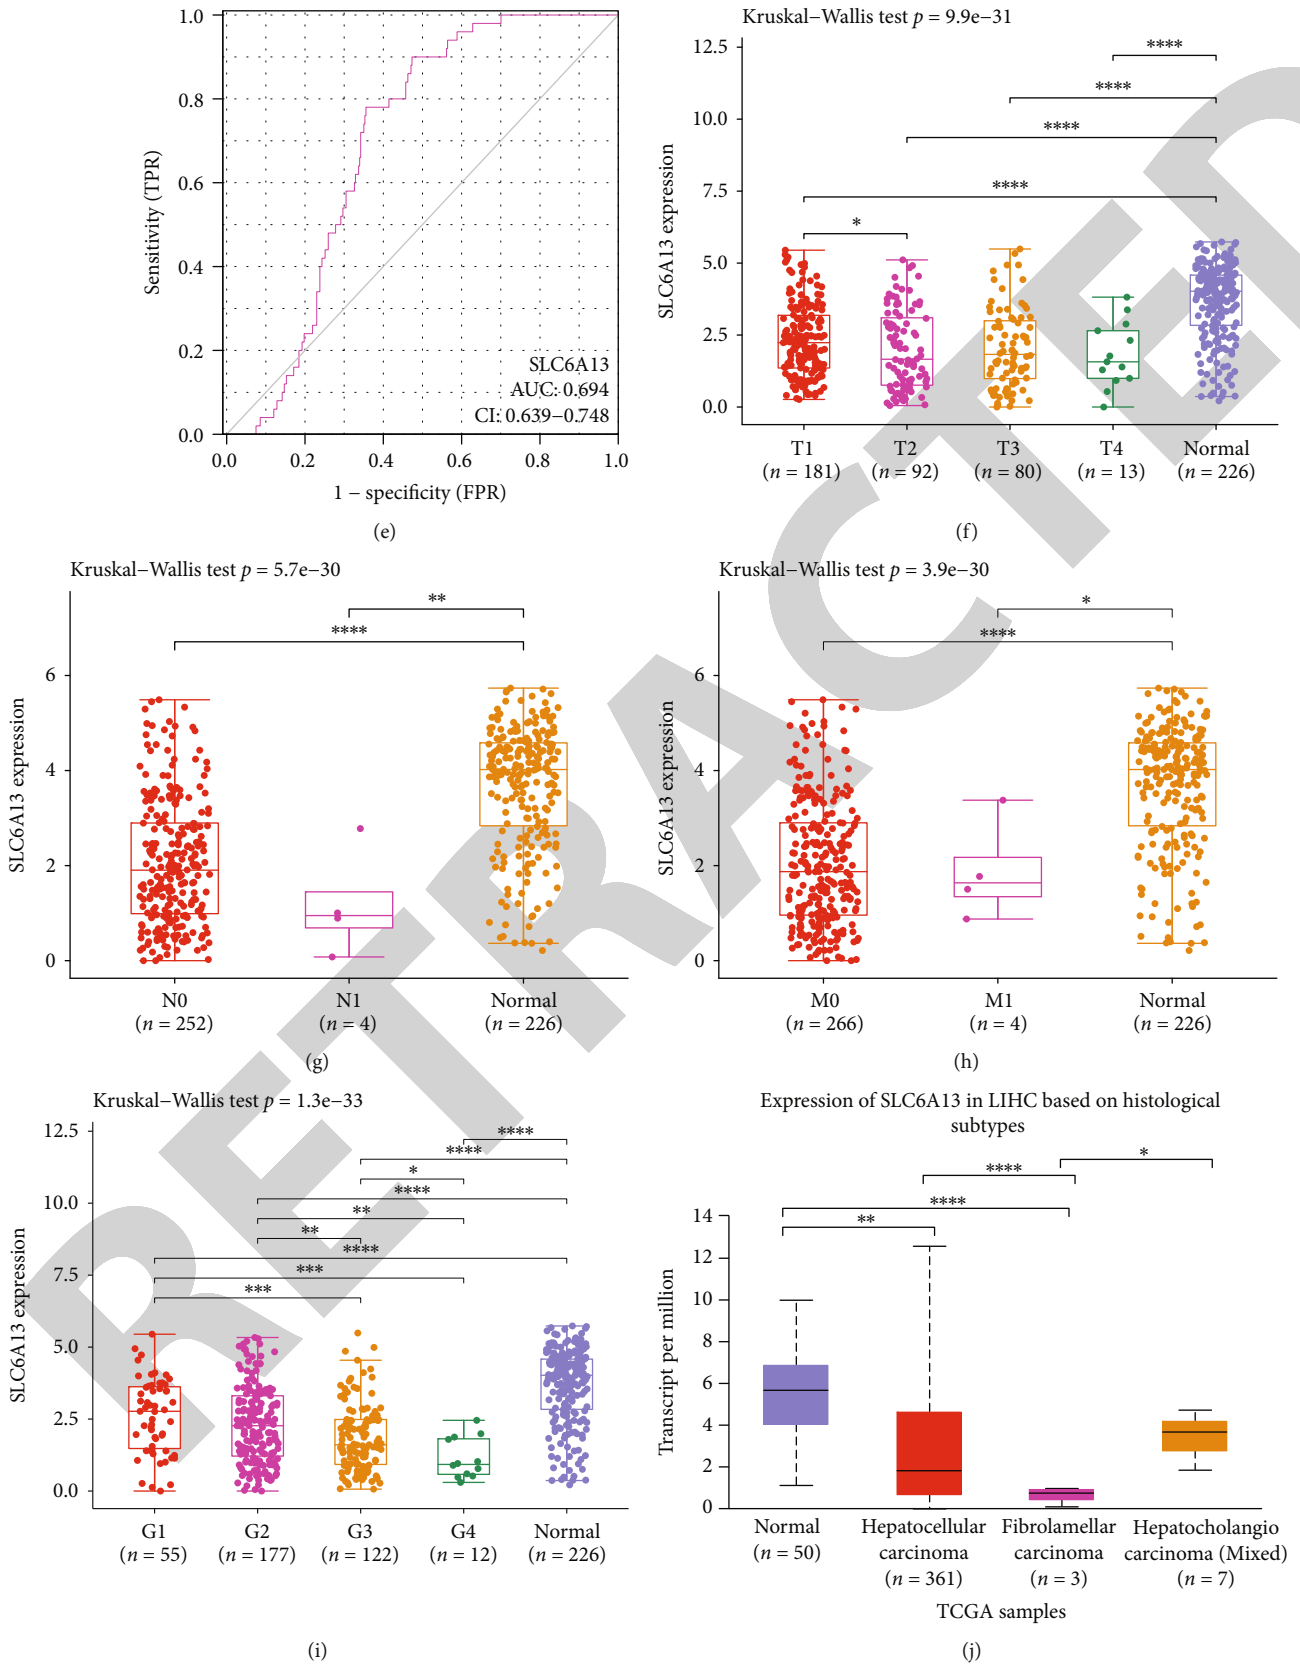 1.0
0.8
0.6
0.4
0.2
0.0
Sensitivity (TPR)
SLC6A13
AUC: 0.694
CI: 0.639−0.748
0.0 0.2 0.4 0.6 0.8 1.0
1 − specificity (FPR)
(e)
Kruskal−Wallis test p = 9.9e−31
12.5
10.0
7.5
5.0
2.5
0.0
SLC6A13 expression
****
****
****
****
*
T1 T2 T3 T4 Normal
(n = 181) (n = 92) (n = 80) (n = 13) (n = 226)
(f)
Kruskal−Wallis test p = 5.7e−30
6
4
2
0
SLC6A13 expression
**
****
N0 N1 Normal
(n = 252) (n = 4) (n = 226)
(g)
Kruskal−Wallis test p = 3.9e−30
6
4
2
0
SLC6A13 expression
*
****
M0 M1 Normal
(n = 266) (n = 4) (n = 226)
(h)
Kruskal−Wallis test p = 1.3e−33
12.5
10.0
7.5
5.0
2.5
0.0
SLC6A13 expression
****
****
*
****
**
**
****
***
***
G1 G2 G3 G4 Normal
(n = 55) (n = 177) (n = 122) (n = 12) (n = 226)
(i)
Expression of SLC6A13 in LIHC based on histological
subtypes
*
****
****
**
14
12
10
8
6
4
2
0
Transcript per million
Normal Hepatocellular Fibrolamellar Hepatocholangio
(n = 50) carcinoma carcinoma carcinoma (Mixed)
(n = 361) (n = 3) (n = 7)
TCGA samples
(j)
RETRACTED